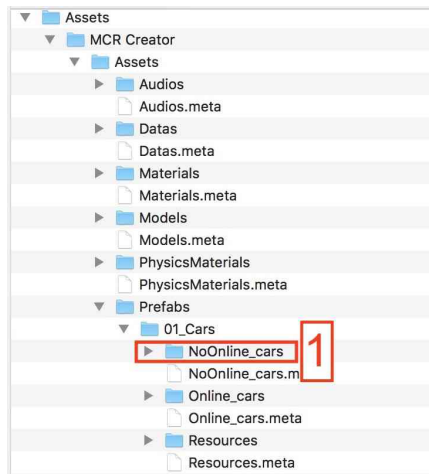 Assets
MCR Creator
Assets
Audios
Audios.meta
Datas
Datas.meta
Materials
Materials.meta
Models
Models.meta
PhysicsMaterials
PhysicsMaterials.meta
Prefabs
01_Cars
NoOnline_cars
1
NoOnline_cars.m
Online_cars
Online_cars.meta
Resources
Resources.meta